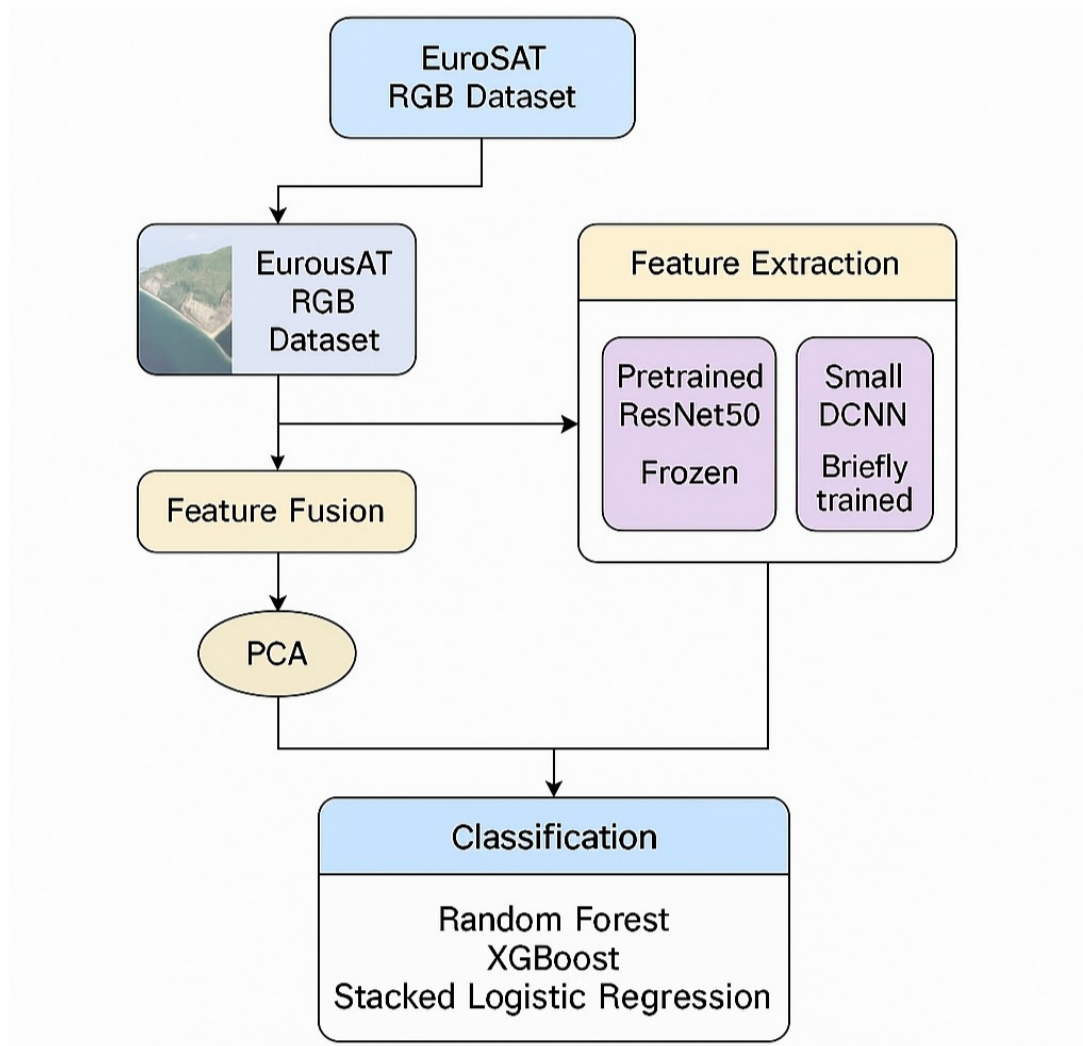 EuroSAT
RGB Dataset
EurousAT
RGB
Dataset
Feature Extraction
Pretrained
ResNet50
Frozen
Small
DCNN
Briefly
trained
Feature Fusion
PCA
Classification
Random Forest
XGBoost
Stacked Logistic Regression